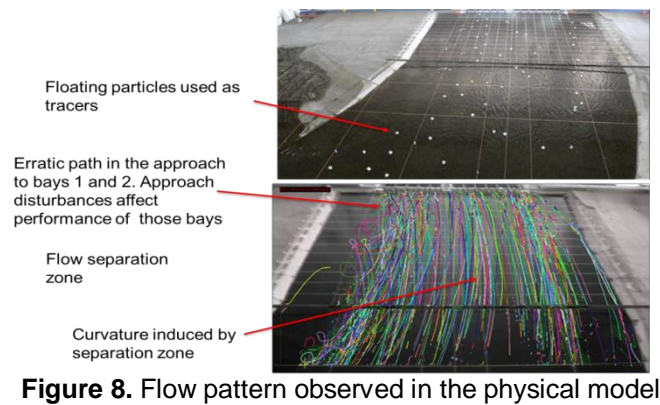 Floating particles used as
tracers
Erratic path in the approach
to bays 1 and 2. Approach
disturbances affect
performance of those bays
Flow separation
zone
Curvature induced by
separation zone
Figure 8. Flow pattern observed in the physical model